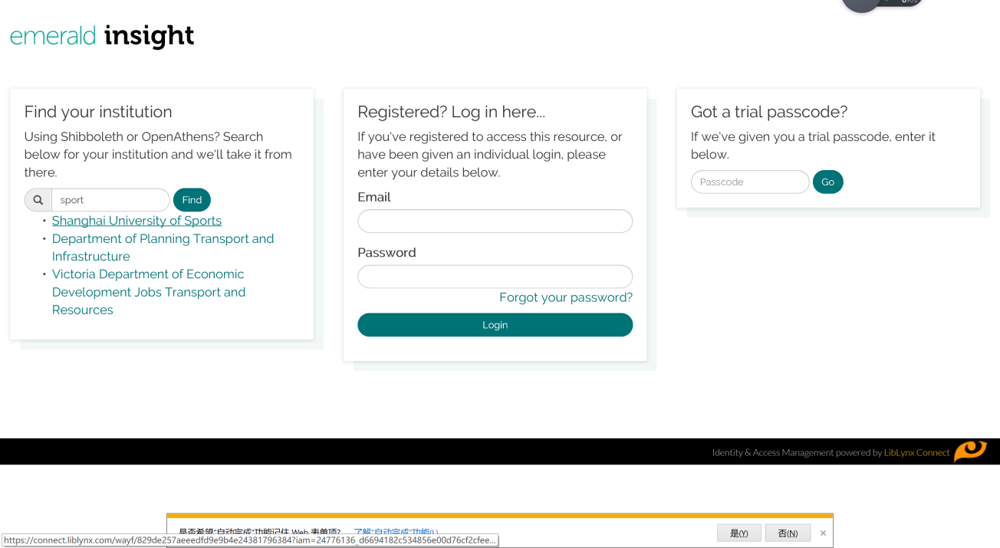 0K/s
emerald insight
Find your institution
Using Shibboleth or OpenAthens? Search
below for your institution and we'll take it from
there.
sport
Find
• Shanghai University of Sports
• Department of Planning Transport and
Infrastructure
• Victoria Department of Economic
Development Jobs Transport and
Resources
Registered? Log in here...
If you've registered to access this resource, or
have been given an individual login, please
enter your details below.
Email
Password
Forgot your password?
Login
Got a trial passcode?
If we've given you a trial passcode, enter it
below.
Passcode
Go
Identity & Access Management powered by LibLynx Connect
是否希望“自动完成”功能记住 Web 表单项? 了解“自动完成”功能(L)
是(Y)
否(N)
×
https://connect.liblynx.com/wayf/829de257aeeedfd9e9b4e24381796384?iam=24776136_d6694182c534856e00d76cf2cfee...